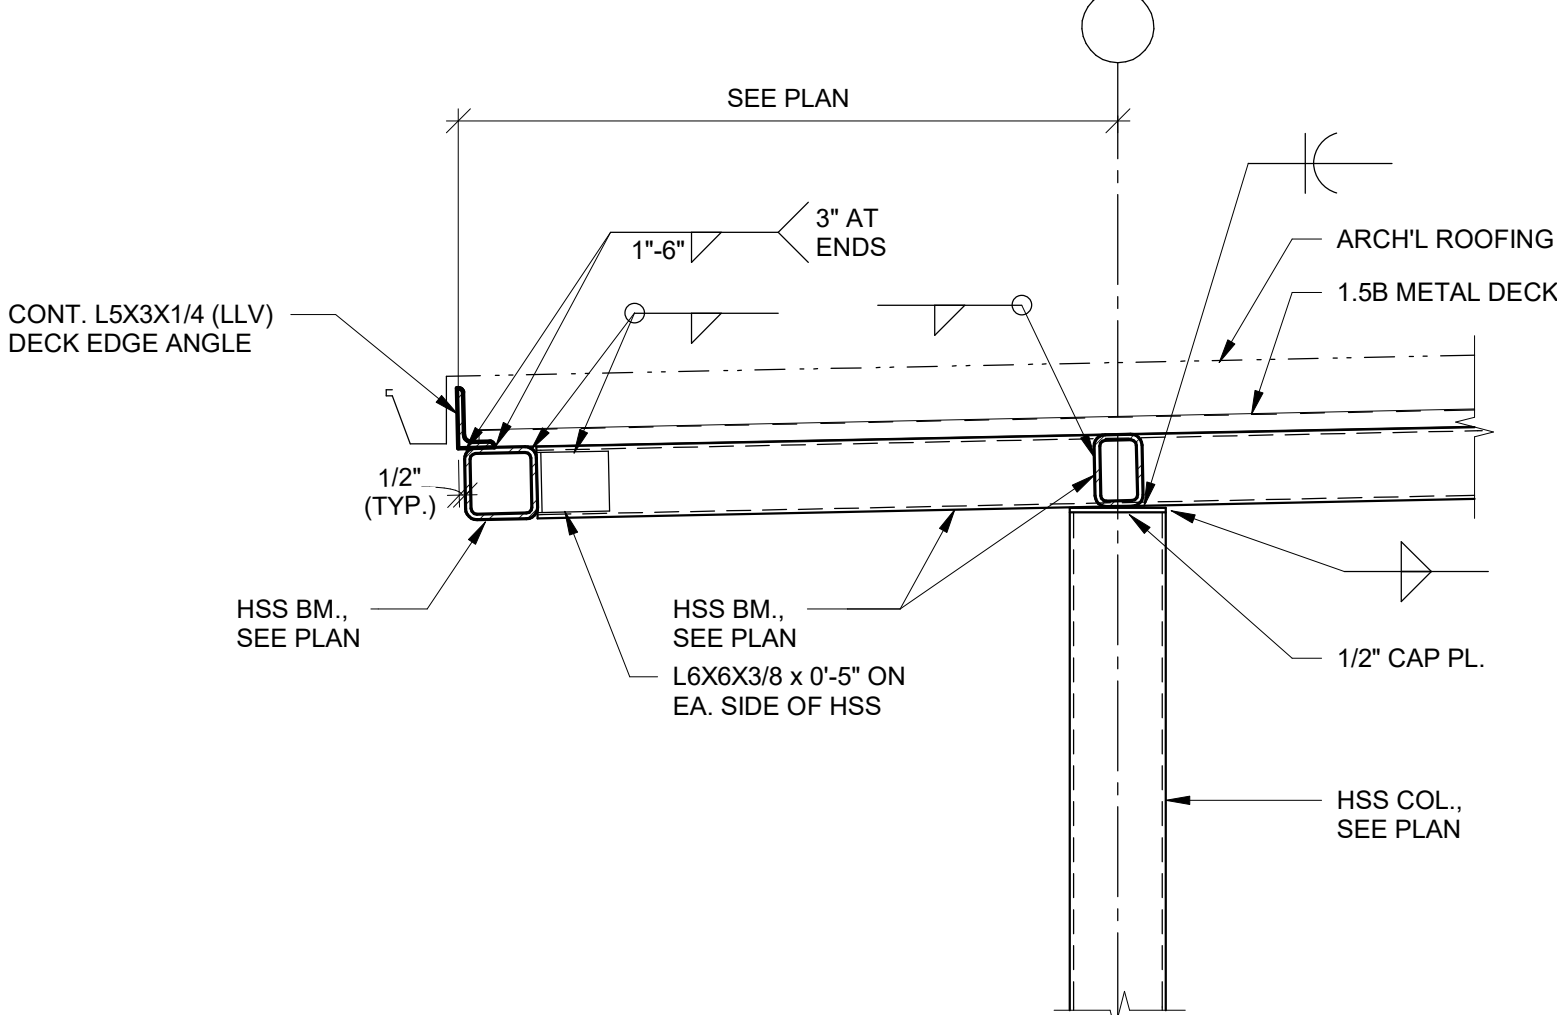 SEE PLAN
3" AT
ENDS
1"-6"
ARCH'L ROOFING
1.5B METAL DECK
CONT. L5X3X1/4 (LLV)
DECK EDGE ANGLE
1/2"
(TYP.)
HSS BM.,
SEE PLAN
HSS BM.,
SEE PLAN
L6X6X3/8 x 0'-5" ON
EA. SIDE OF HSS
1/2" CAP PL.
HSS COL.,
SEE PLAN